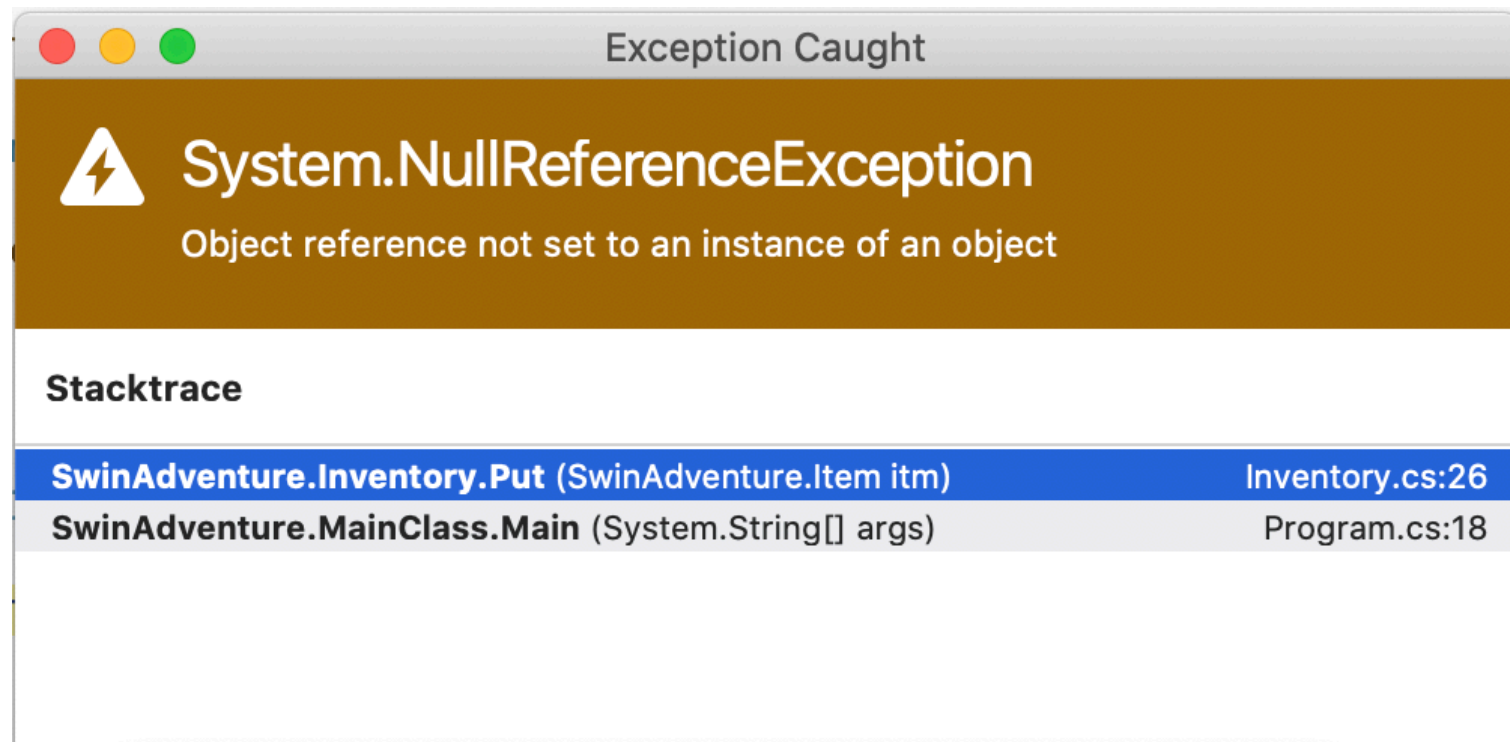 Exception Caught
System.NullReferenceException
Object reference not set to an instance of an object
Stacktrace
SwinAdventure.Inventory.Put (SwinAdventure.Item itm) Inventory.cs:26
SwinAdventure.MainClass.Main (System.String[] args) Program.cs:18